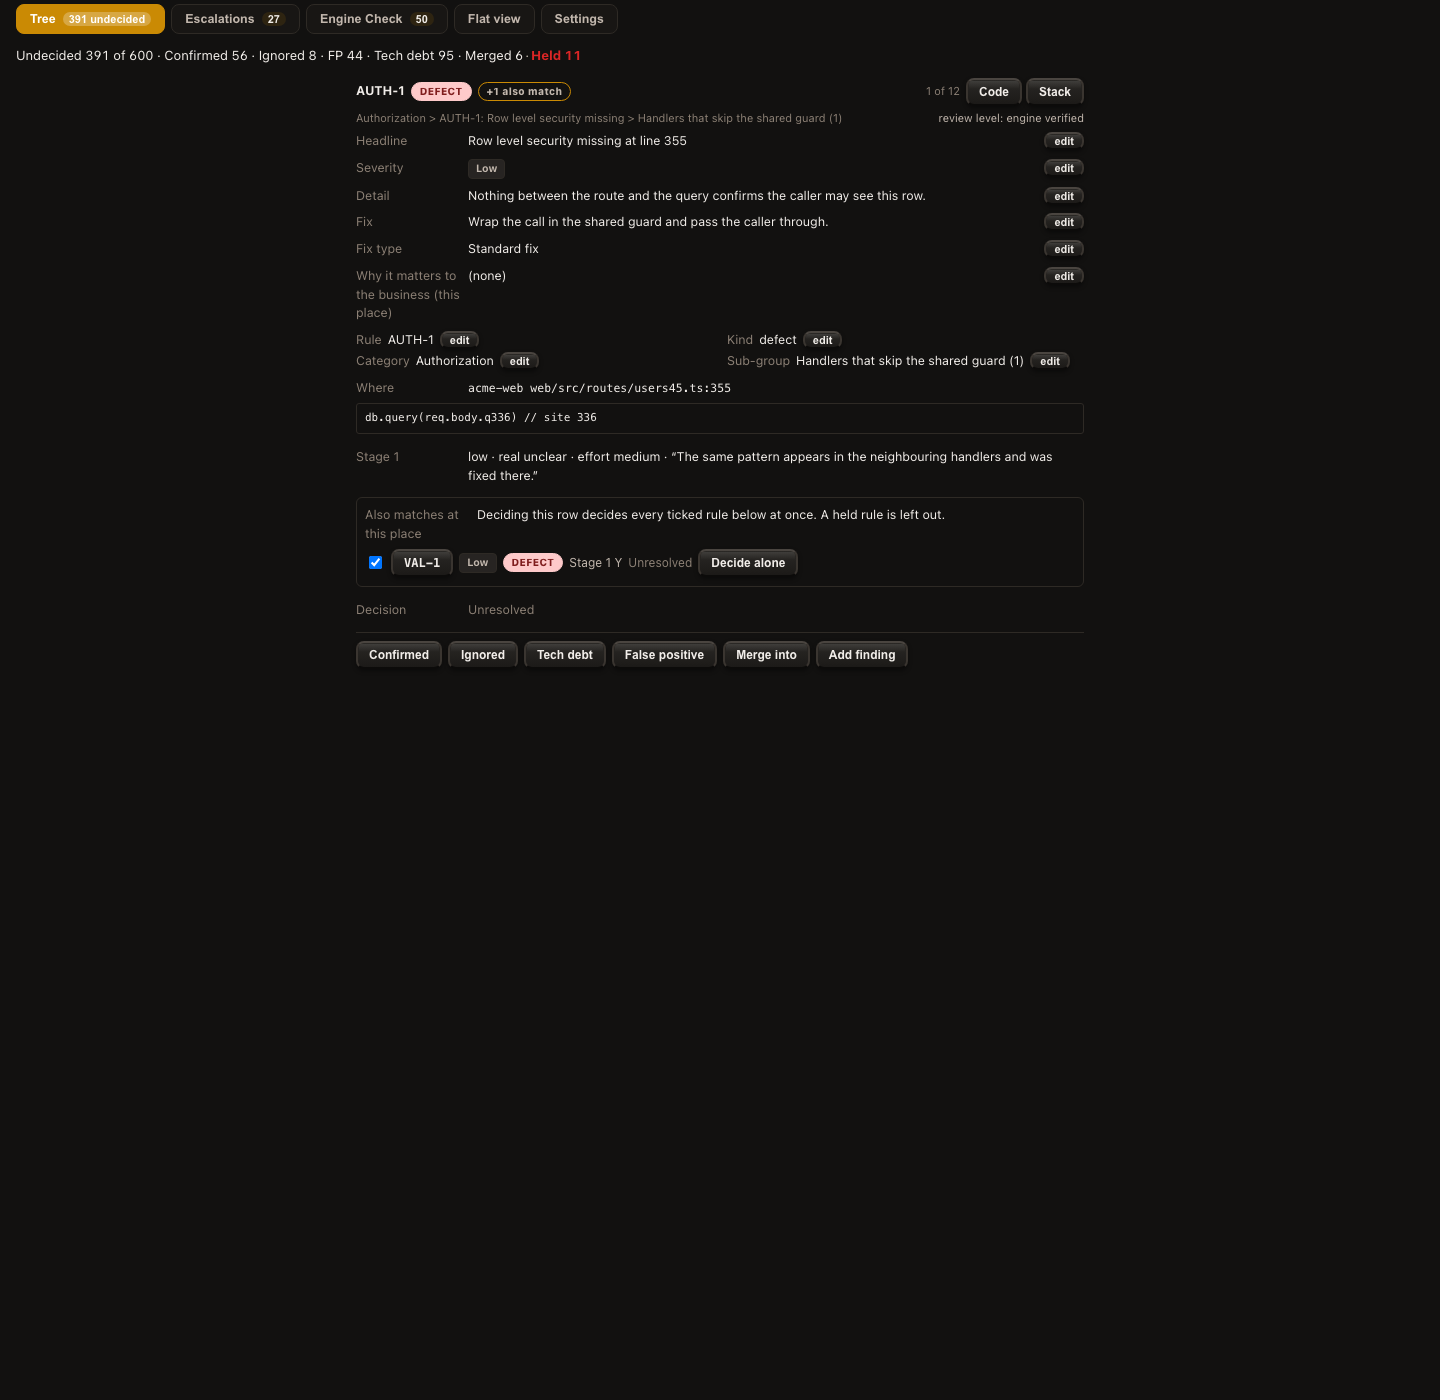 Tree 391 undecided Escalations 27 Engine Check 50 Flat view Settings
Undecided 391 of 600 · Confirmed 56 · Ignored 8 · FP 44 · Tech debt 95 · Merged 6 · Held 11
AUTH-1 DEFECT +1 also match 1 of 12 Code Stack
Authorization > AUTH-1: Row level security missing > Handlers that skip the shared guard (1) review level: engine verified
Headline Row level security missing at line 355 edit
Severity Low edit
Detail Nothing between the route and the query confirms the caller may see this row. edit
Fix Wrap the call in the shared guard and pass the caller through. edit
Fix type Standard fix edit
Why it matters to (none) edit
the business (this
place)
Rule AUTH-1 edit Kind defect edit
Category Authorization edit Sub-group Handlers that skip the shared guard (1) edit
Where acme-web web/src/routes/users45.ts:355
db.query(req.body.q336) // site 336
Stage 1 low · real unclear · effort medium · “The same pattern appears in the neighbouring handlers and was
fixed there.”
Also matches at Deciding this row decides every ticked rule below at once. A held rule is left out.
this place
VAL-1 Low DEFECT Stage 1 Y Unresolved Decide alone
Decision Unresolved
Confirmed Ignored Tech debt False positive Merge into Add finding